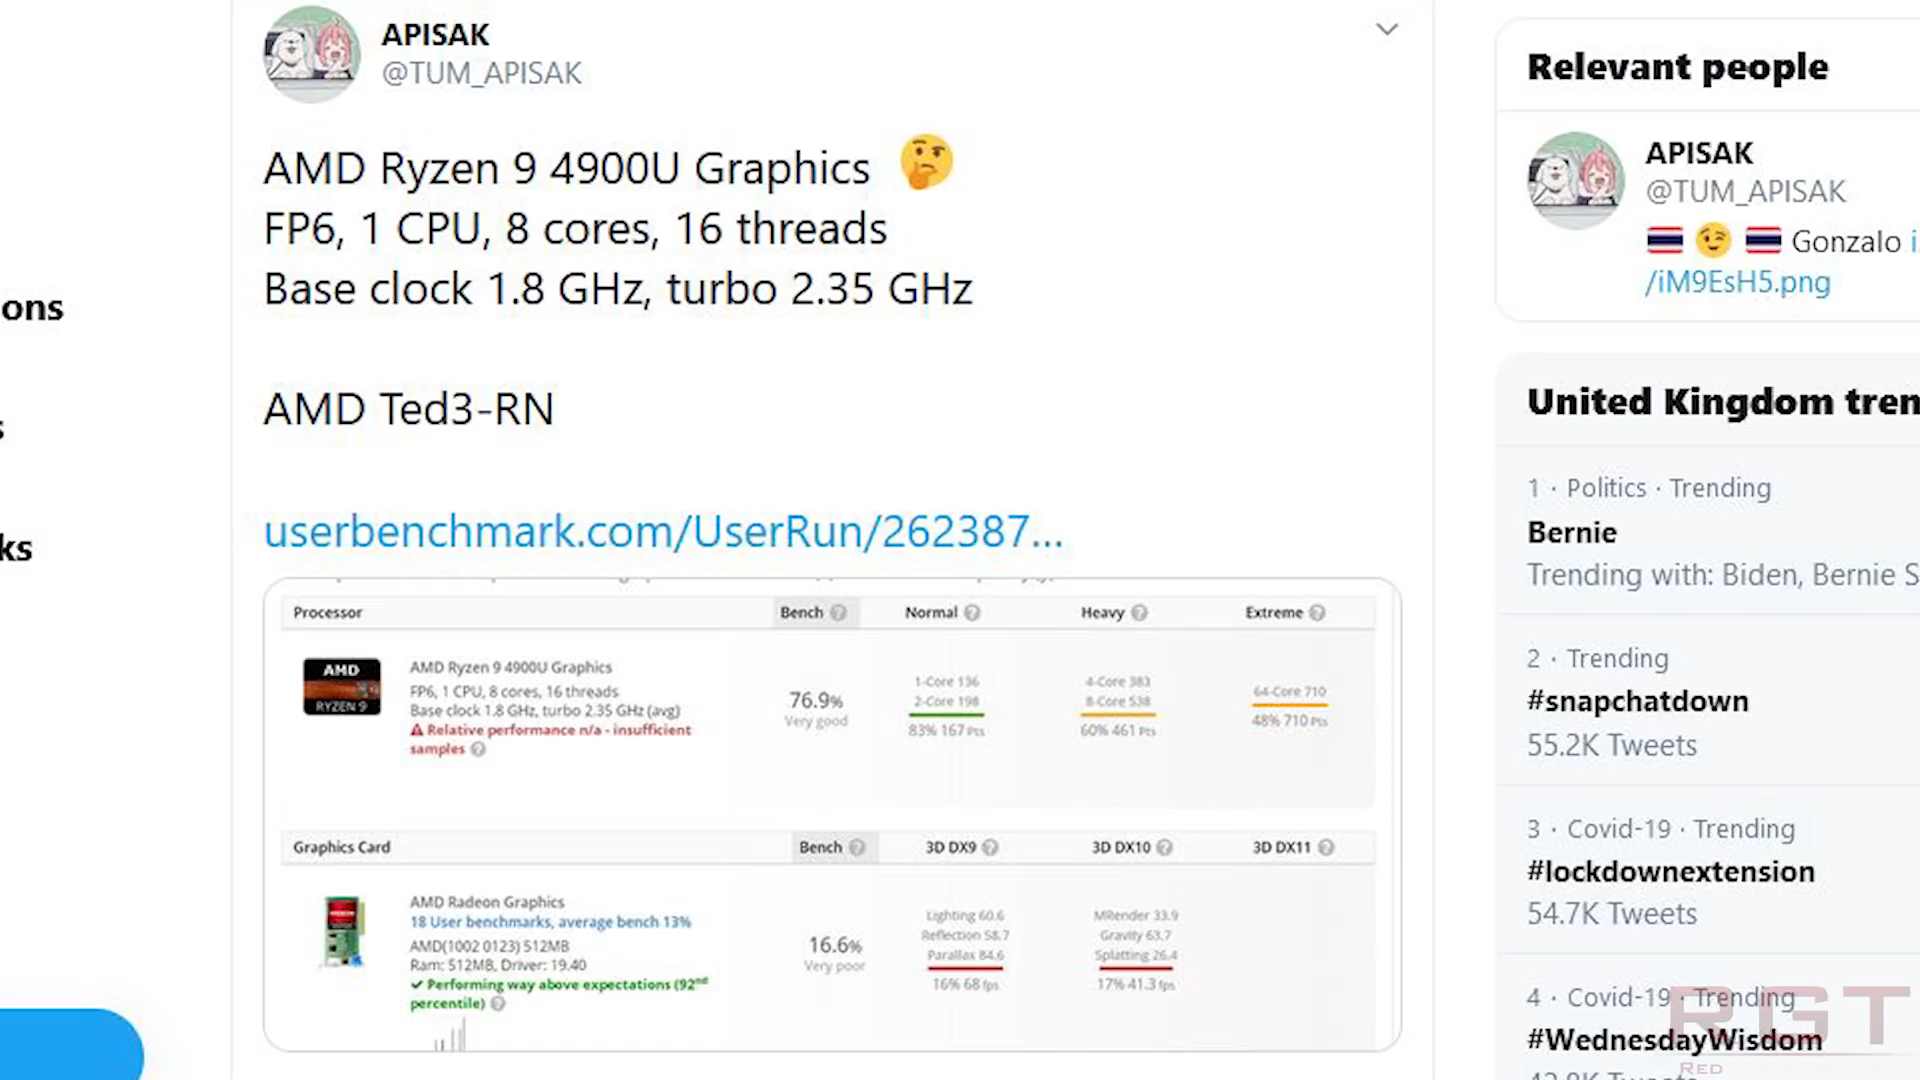 APISAK
@TUM_APISAK
AMD Ryzen 9 4900U Graphics 🤔
FP6, 1 CPU, 8 cores, 16 threads
Base clock 1.8 GHz, turbo 2.35 GHz
AMD Ted3-RN
userbenchmark.com/UserRun/262387...
Processor
Bench
Normal
Heavy
Extreme
AMD
RYZEN 9
AMD Ryzen 9 4900U Graphics
FP6, 1 CPU, 8 cores, 16 threads
Base clock 1.8 GHz, turbo 2.35 GHz (avg)
Relative performance n/a - insufficient
samples
76.9%
Very good
1-Core 136
2-Core 198
83% 167 Pts
4-Core 383
8-Core 538
60% 461 Pts
64-Core 710
48% 710 Pts
Graphics Card
Bench
3D DX9
3D DX10
3D DX11
AMD Radeon Graphics
18 User benchmarks, average bench 13%
AMD(1002 0123) 512MB
Ram: 512MB, Driver: 19.40
✔ Performing way above expectations (92nd
percentile)
16.6%
Very poor
Lighting 60.6
Reflection 58.7
Parallax 84.6
16% 68 fps
MRender 33.9
Gravity 63.7
Splatting 26.4
17% 41.3 fps
ons
s
ks
Relevant people
APISAK
@TUM_APISAK
🇹🇭 😉 🇹🇭 Gonzalo
/iM9EsH5.png
United Kingdom tren
1 · Politics · Trending
Bernie
Trending with: Biden, Bernie S
2 · Trending
#snapchatdown
55.2K Tweets
3 · Covid-19 · Trending
#lockdownextension
54.7K Tweets
4 · Covid-19 · Trending
#WednesdayWisdom
RGT
RED